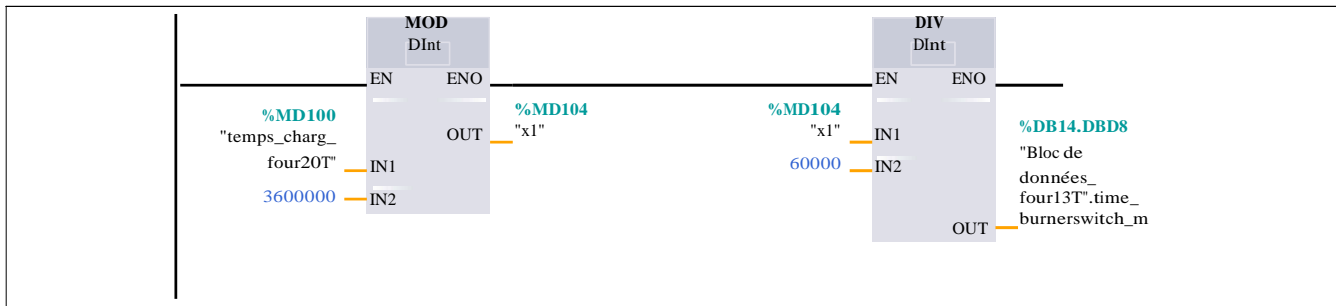 MOD
DInt
EN ENO
%MD100
"temps_charg_
four20T"
IN1
3600000
IN2
OUT
%MD104
"x1"
DIV
DInt
EN ENO
%MD104
"x1"
IN1
60000
IN2
OUT
%DB14.DBD8
"Bloc de
données_
four13T".time_
burnerswitch_m